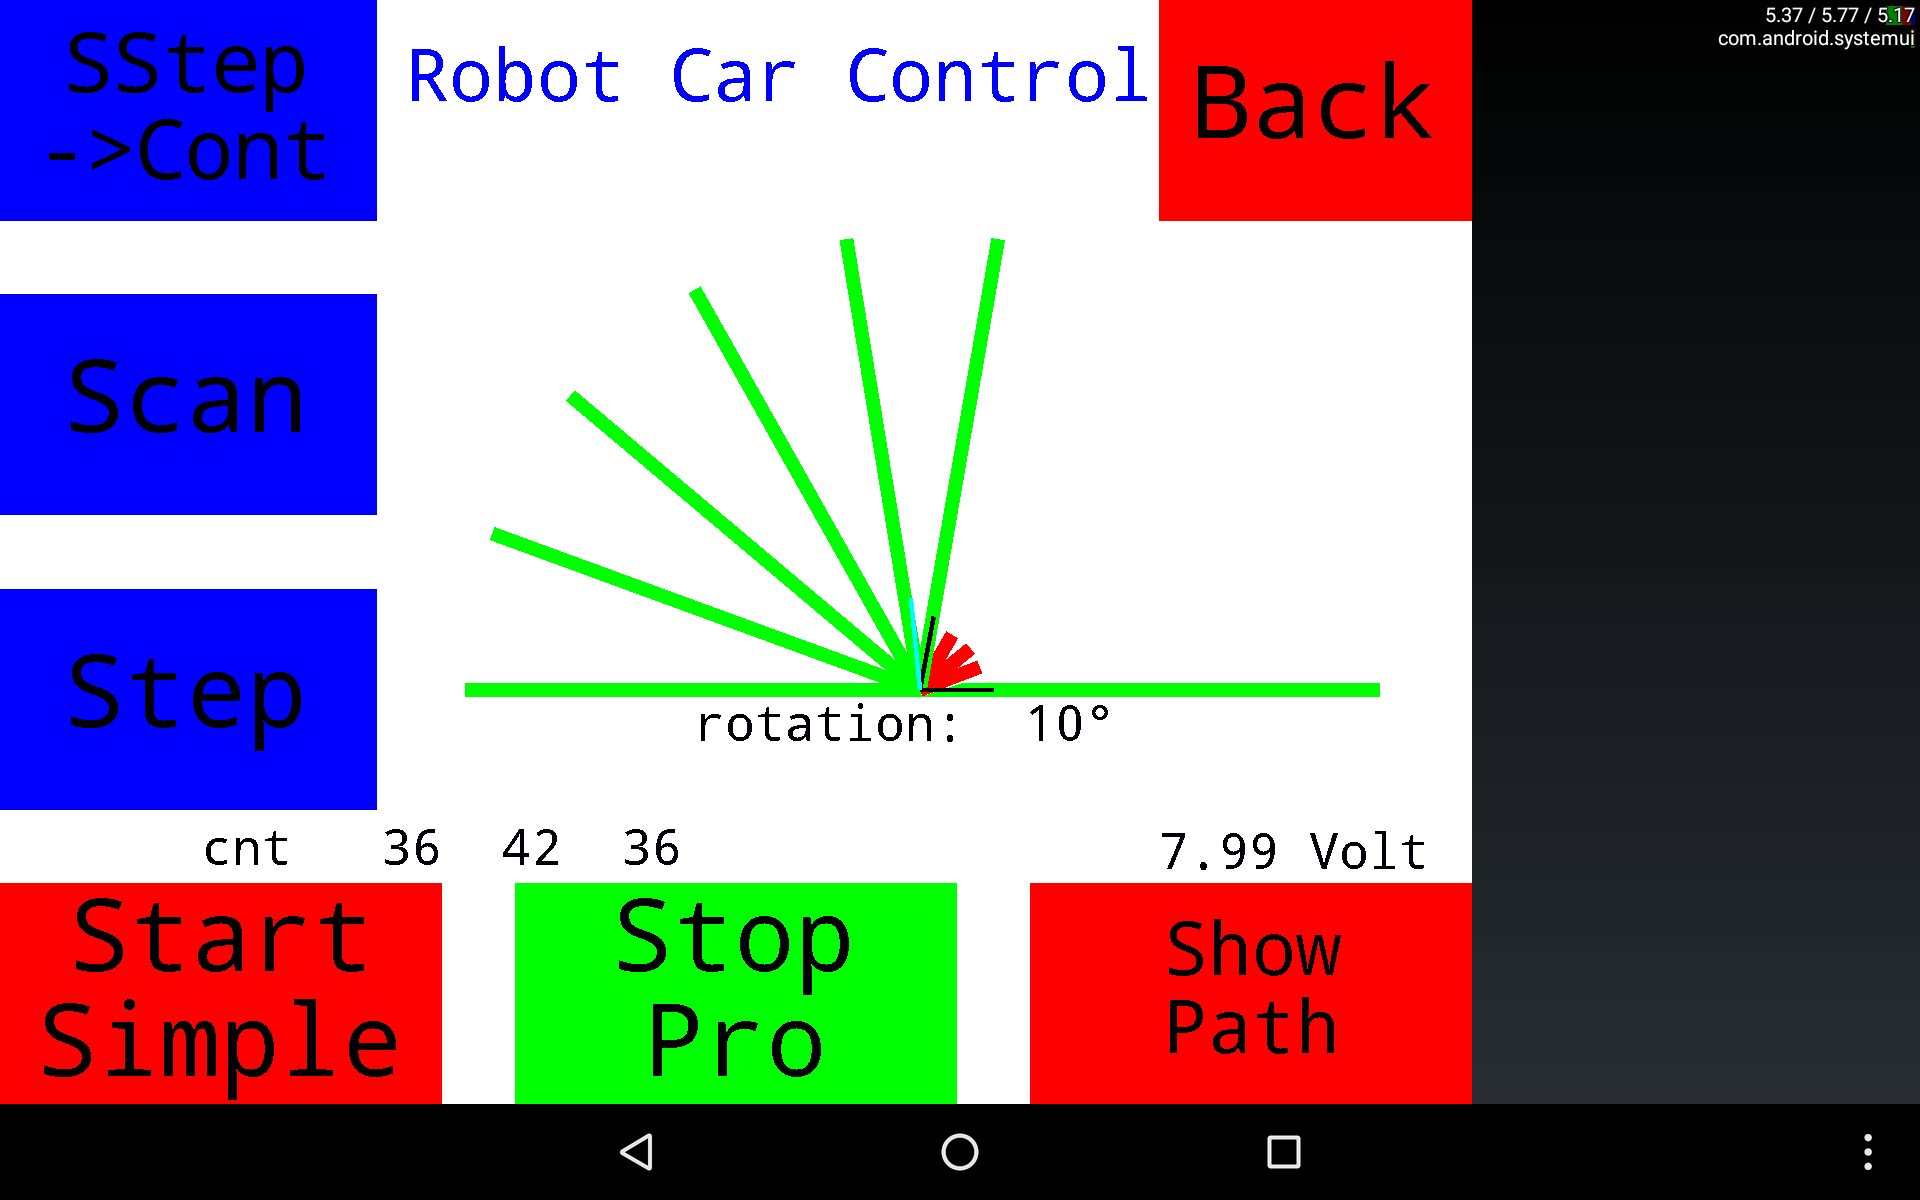 5.37 / 5.77 / 5.17
com.android.systemui
SStep
->Cont
Robot Car Control
Back
Scan
Step
rotation: 10°
cnt 36 42 36
7.99 Volt
Start
Simple
Stop
Pro
Show
Path